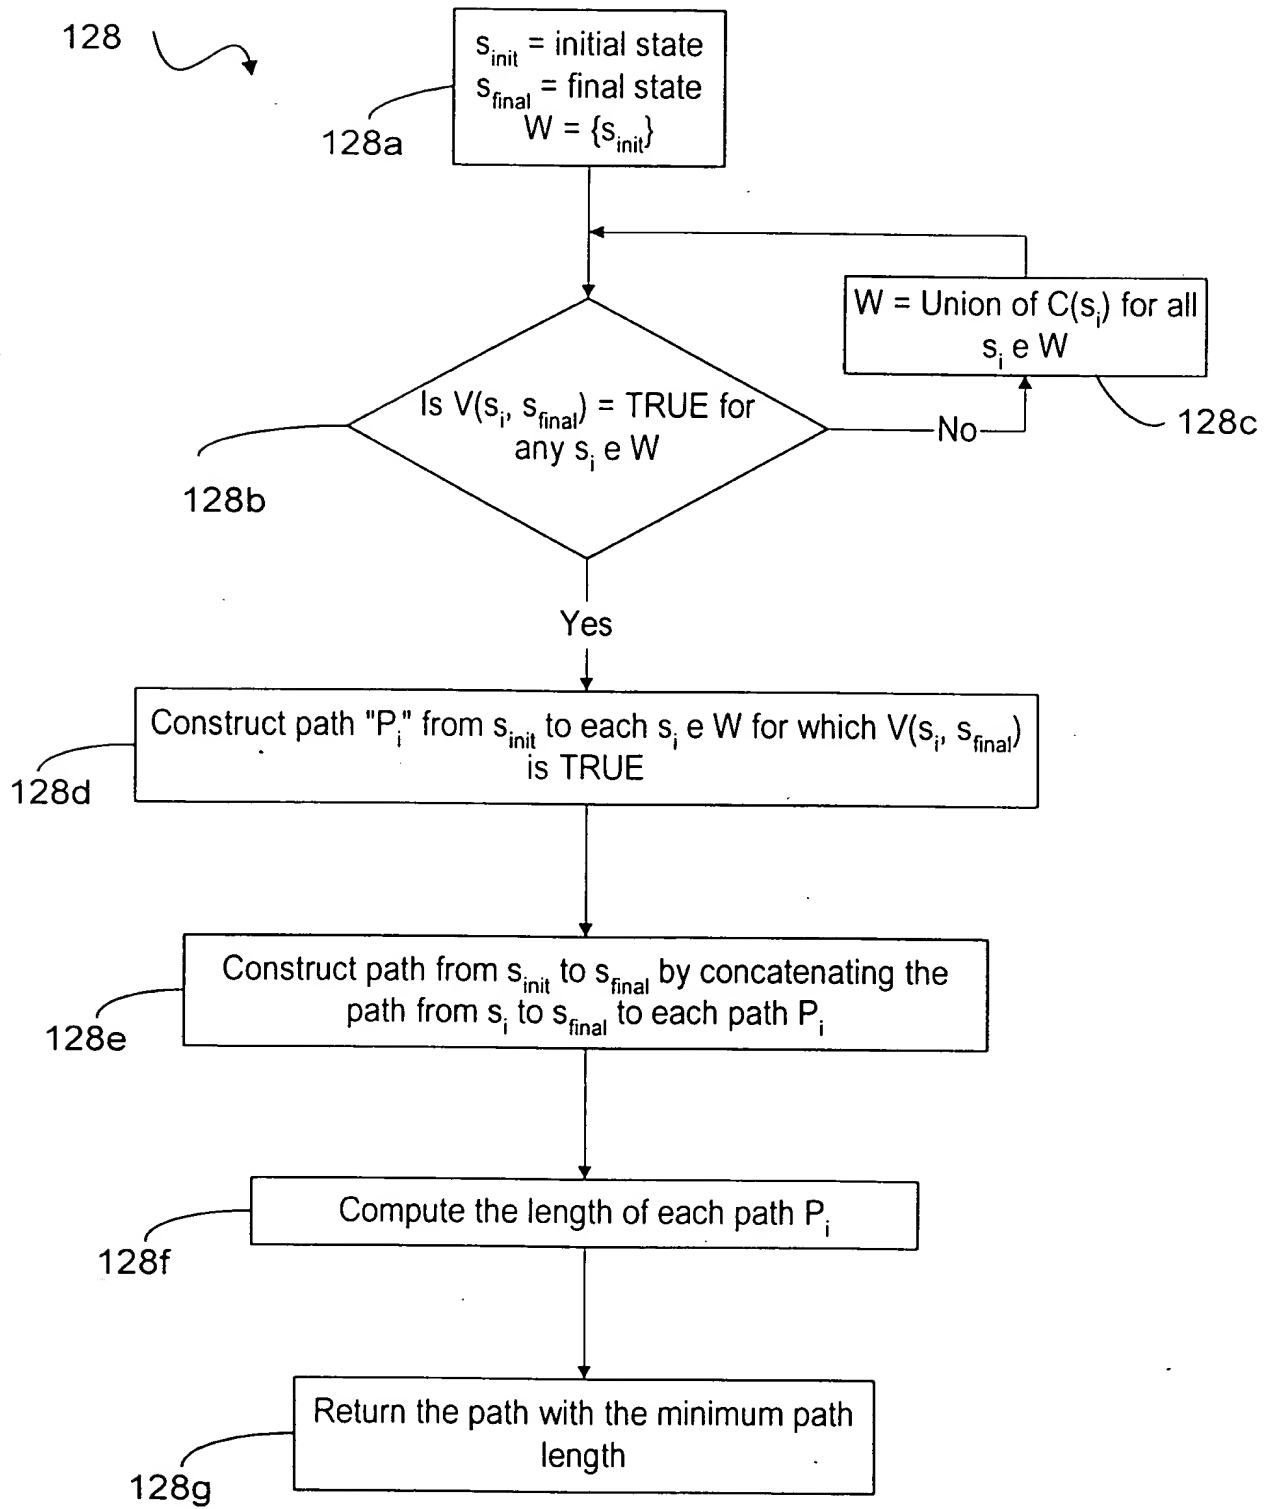 128
s_init = initial state
s_final = final state
W = {s_init}
128a
W = Union of C(s_i) for all
s_i e W
128c
Is V(s_i, s_final) = TRUE for
any s_i e W
No
128b
Yes
Construct path "P_i" from s_init to each s_i e W for which V(s_i, s_final)
is TRUE
128d
Construct path from s_init to s_final by concatenating the
path from s_i to s_final to each path P_i
128e
Compute the length of each path P_i
128f
Return the path with the minimum path
length
128g